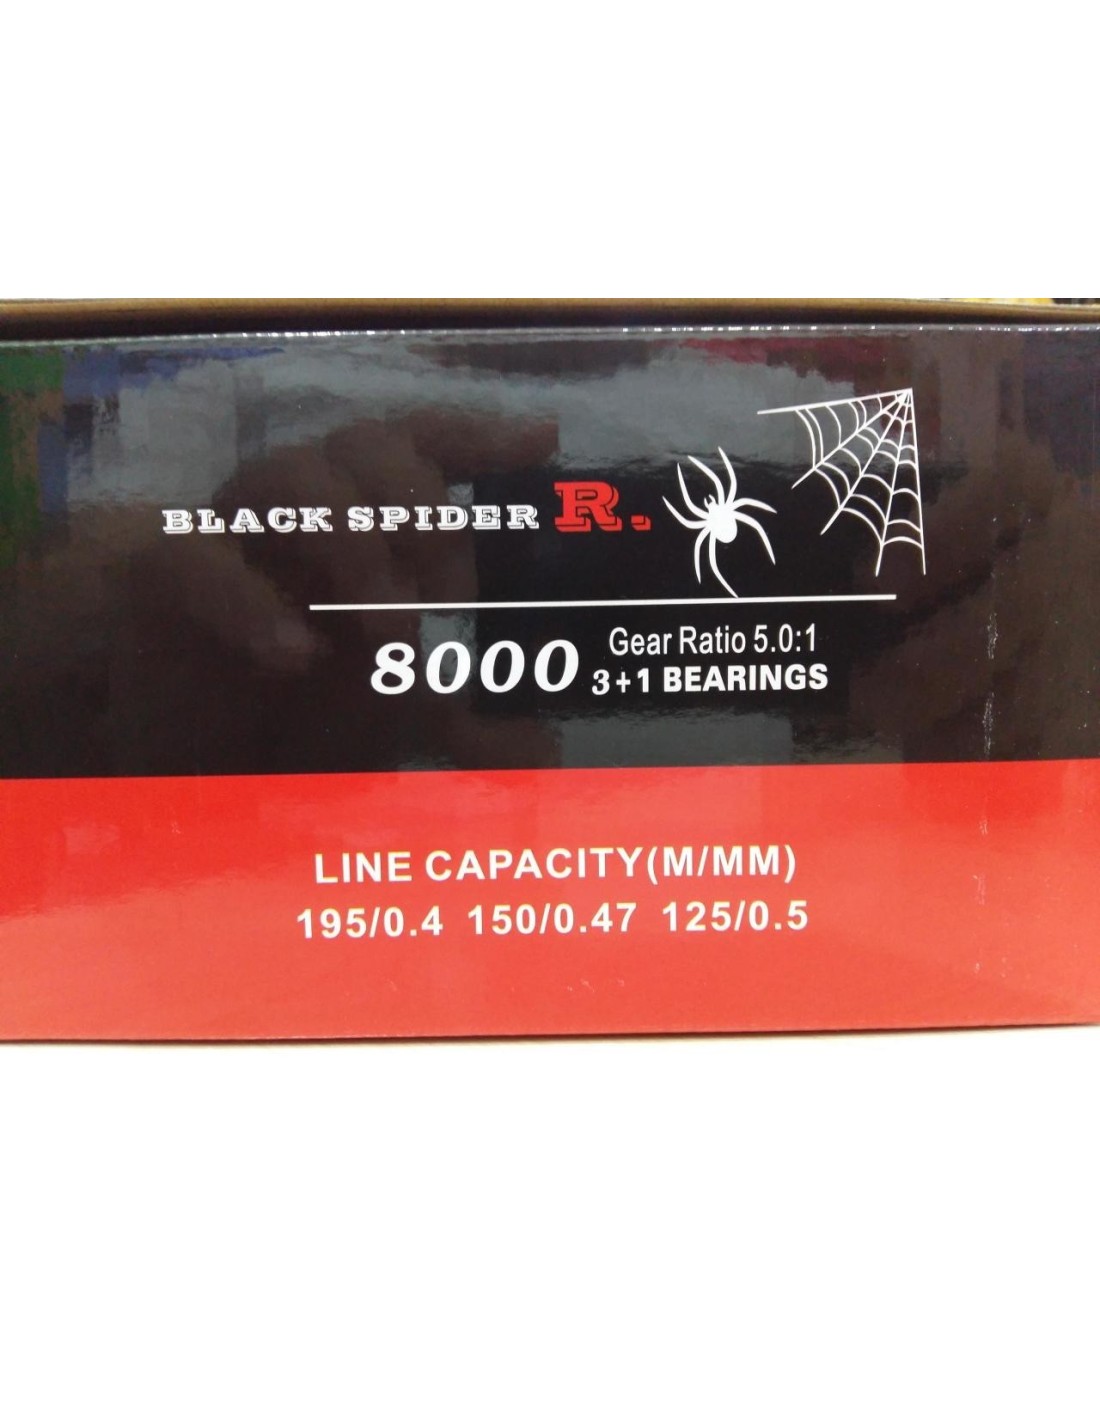 BLACK SPIDER R.
8000
Gear Ratio 5.0:1
3+1 BEARINGS
LINE CAPACITY(M/MM)
195/0.4 150/0.47 125/0.5